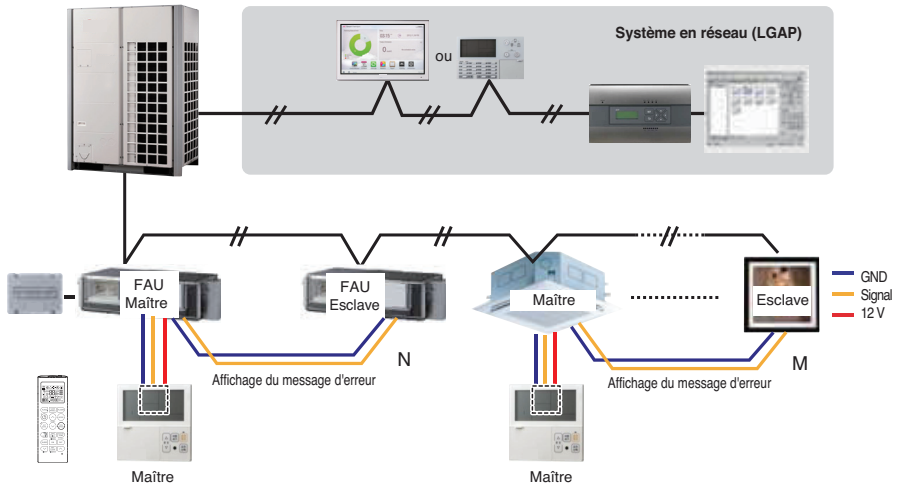 Système en réseau (LGAP)
ou
FAU
Maître
FAU
Esclave
Maître
Esclave
GND
Signal
12 V
N
M
Affichage du message d'erreur
Affichage du message d'erreur
Maître
Maître